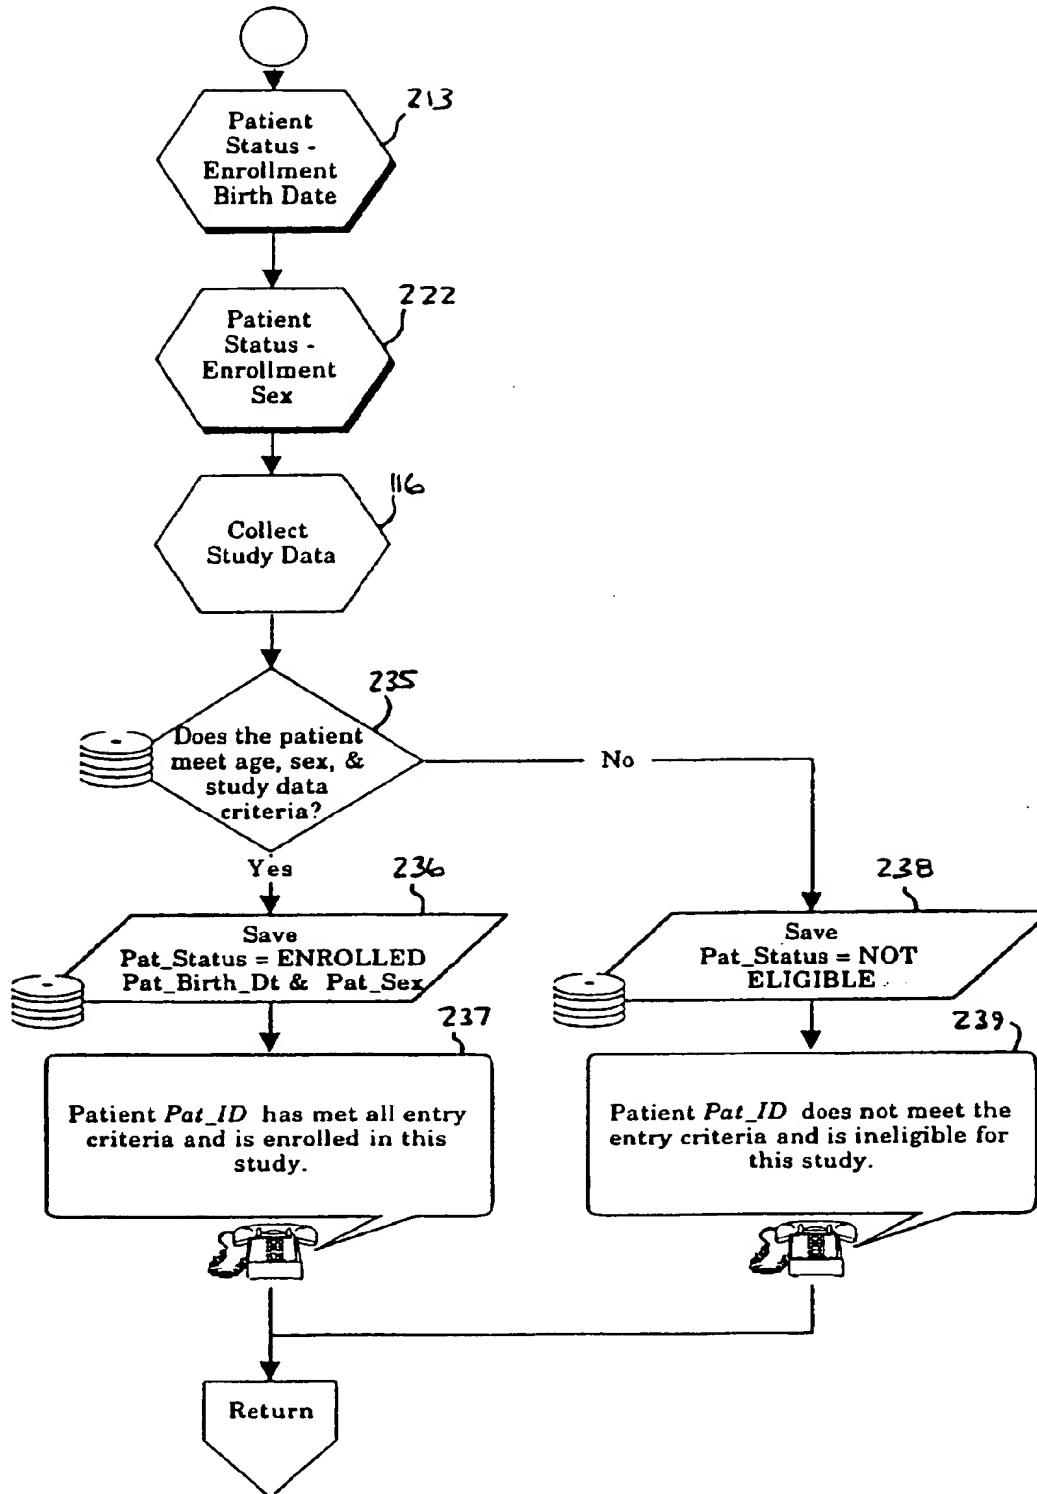 213
Patient
Status -
Enrollment
Birth Date
222
Patient
Status -
Enrollment
Sex
116
Collect
Study Data
235
Does the patient
meet age, sex, &
study data
criteria?
No
Yes
236
Save
Pat_Status = ENROLLED
Pat_Birth_Dt & Pat_Sex
238
Save
Pat_Status = NOT
ELIGIBLE
237
Patient Pat_ID has met all entry
criteria and is enrolled in this
study.
239
Patient Pat_ID does not meet the
entry criteria and is ineligible for
this study.
Return